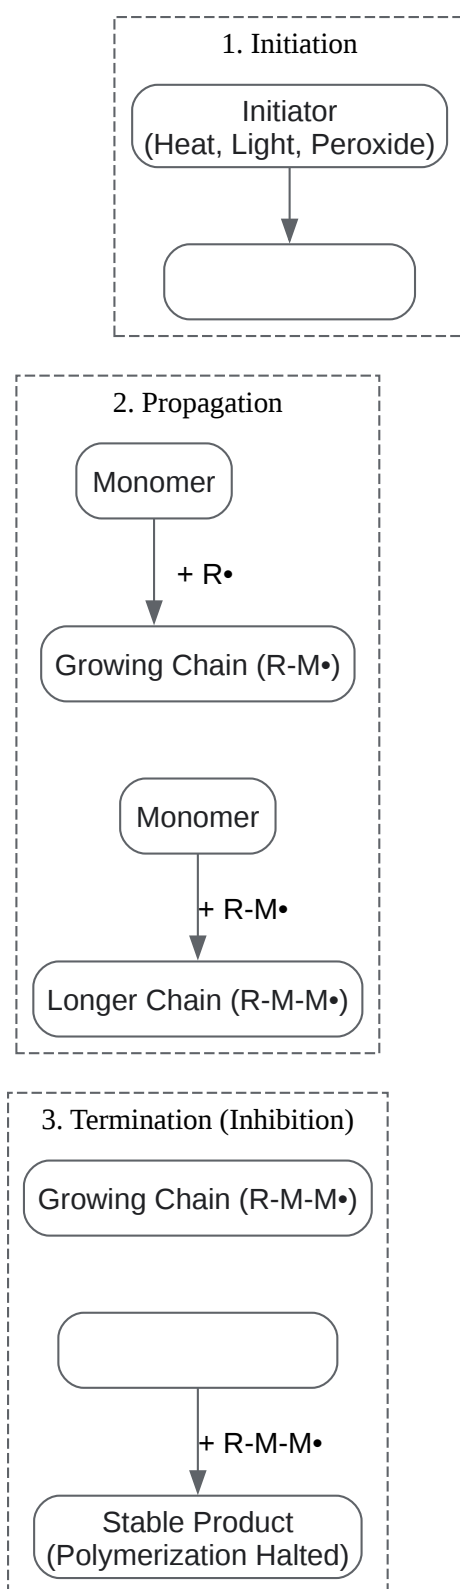 1. Initiation
Initiator
(Heat, Light, Peroxide)
2. Propagation
Monomer
+ R•
Growing Chain (R-M•)
Monomer
+ R-M•
Longer Chain (R-M-M•)
3. Termination (Inhibition)
Growing Chain (R-M-M•)
+ R-M-M•
Stable Product
(Polymerization Halted)